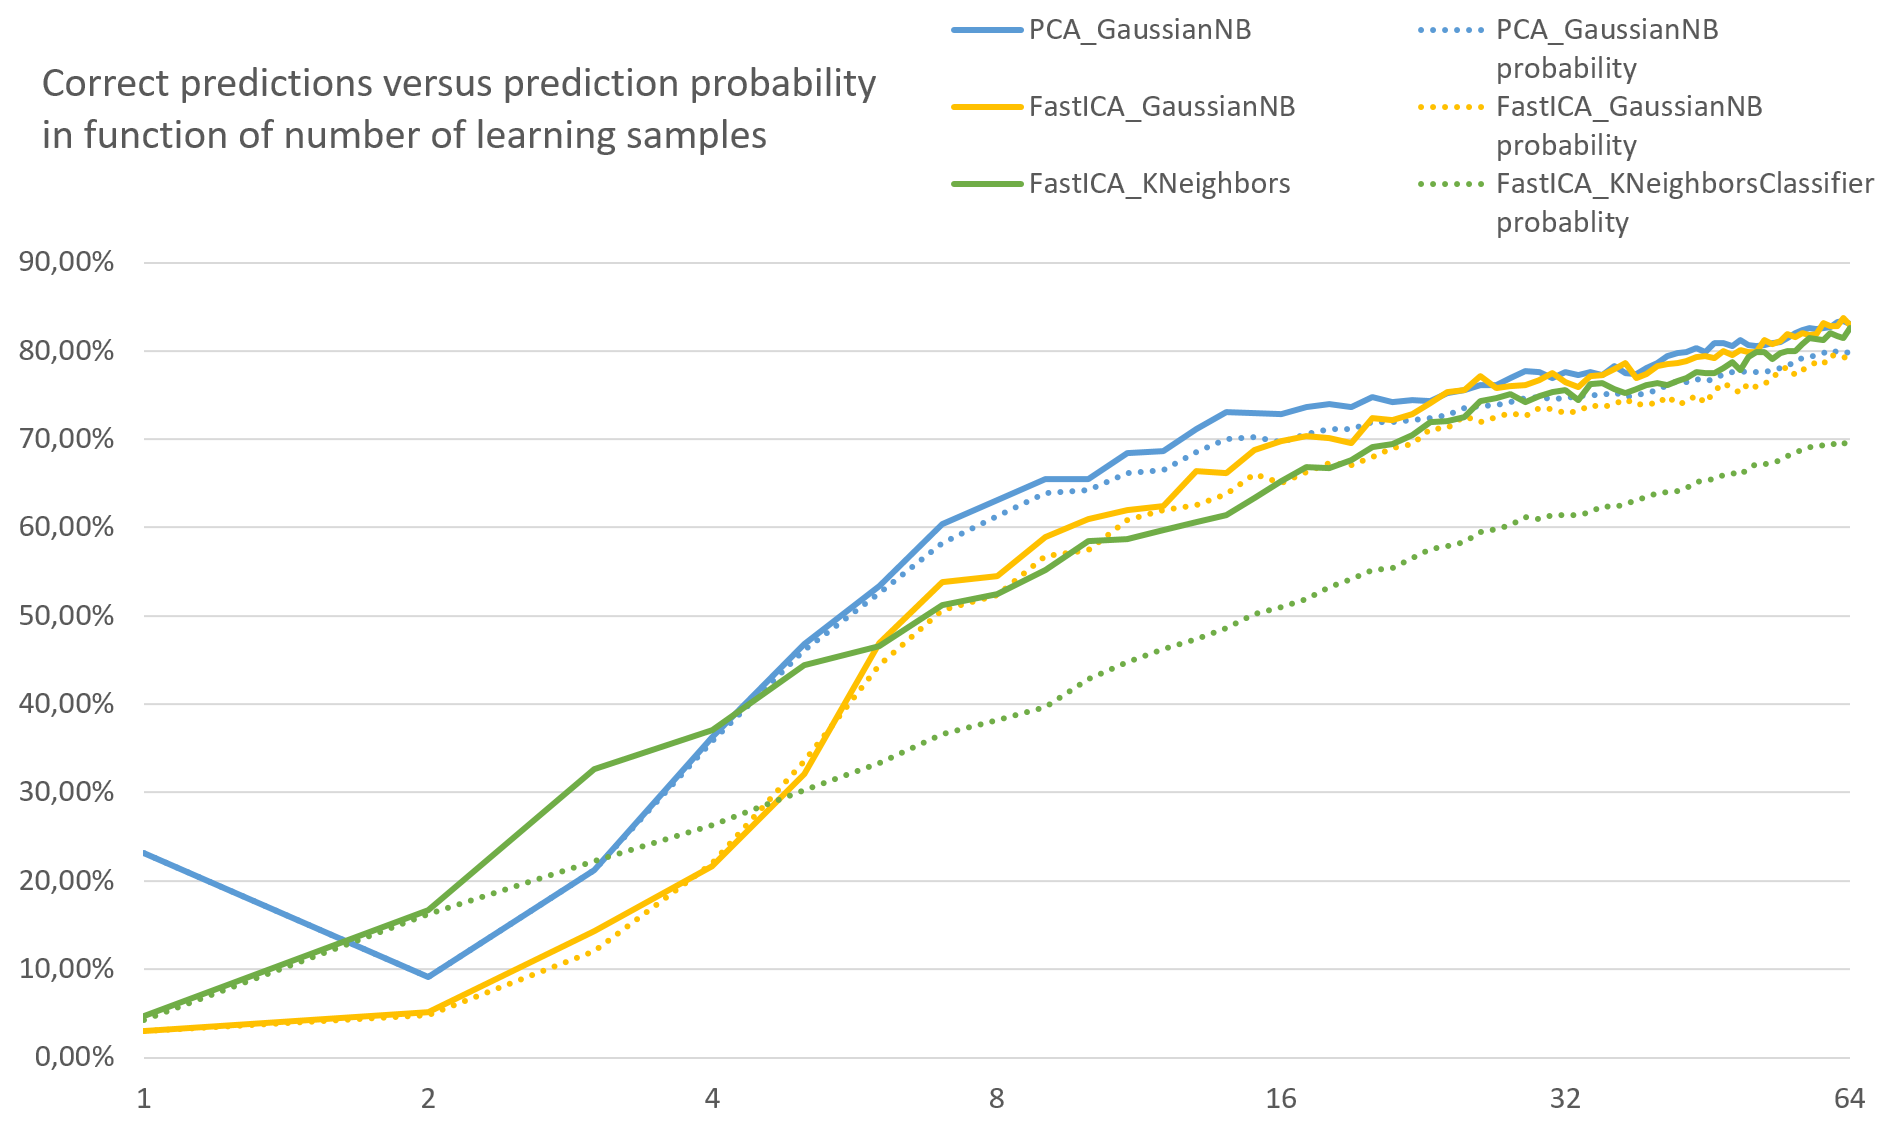 Correct predictions versus prediction probability
in function of number of learning samples
PCA_GaussianNB
PCA_GaussianNB
probability
FastICA_GaussianNB
FastICA_GaussianNB
probability
FastICA_KNeighbors
FastICA_KNeighborsClassifier
probablity
90,00%
80,00%
70,00%
60,00%
50,00%
40,00%
30,00%
20,00%
10,00%
0,00%
1 2 4 8 16 32 64